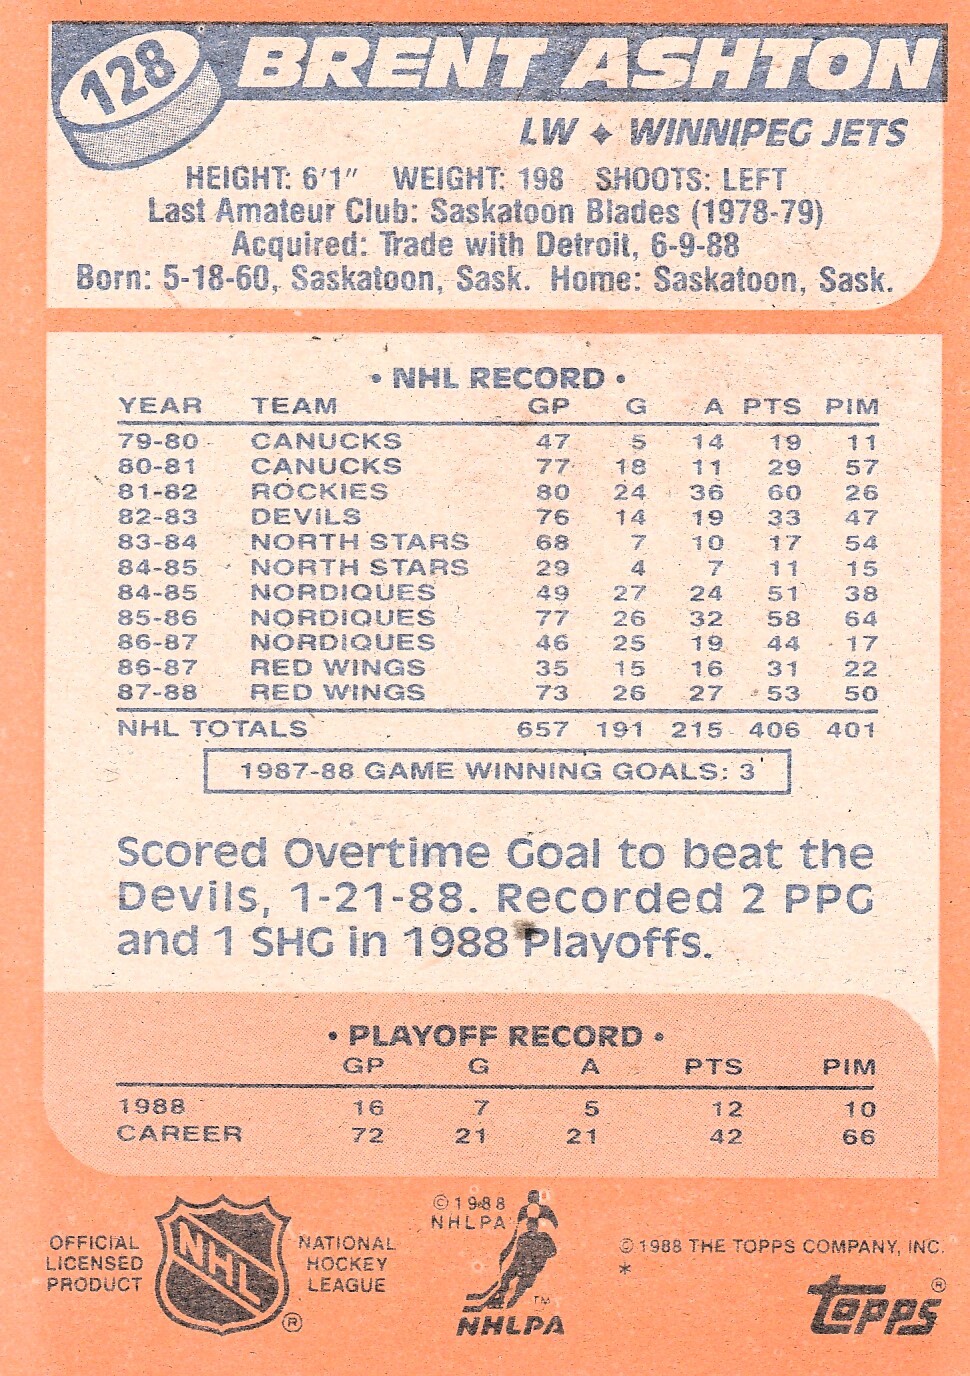 128
BRENT ASHTON
LW ✦ WINNIPEG JETS
HEIGHT: 6'1" WEIGHT: 198 SHOOTS: LEFT
Last Amateur Club: Saskatoon Blades (1978-79)
Acquired: Trade with Detroit, 6-9-88
Born: 5-18-60, Saskatoon, Sask. Home: Saskatoon, Sask.
• NHL RECORD •
YEAR TEAM GP G A PTS PIM
79-80 CANUCKS 47 5 14 19 11
80-81 CANUCKS 77 18 11 29 57
81-82 ROCKIES 80 24 36 60 26
82-83 DEVILS 76 14 19 33 47
83-84 NORTH STARS 68 7 10 17 54
84-85 NORTH STARS 29 4 7 11 15
84-85 NORDIQUES 49 27 24 51 38
85-86 NORDIQUES 77 26 32 58 64
86-87 NORDIQUES 46 25 19 44 17
86-87 RED WINGS 35 15 16 31 22
87-88 RED WINGS 73 26 27 53 50
NHL TOTALS 657 191 215 406 401
1987-88 GAME WINNING GOALS: 3
Scored Overtime Goal to beat the
Devils, 1-21-88. Recorded 2 PPG
and 1 SHG in 1988 Playoffs.
• PLAYOFF RECORD •
GP G A PTS PIM
1988 16 7 5 12 10
CAREER 72 21 21 42 66
OFFICIAL
LICENSED
PRODUCT
NHL
®
NATIONAL
HOCKEY
LEAGUE
©1988
NHLPA
TM
NHLPA
©1988 THE TOPPS COMPANY, INC.
*
topps®